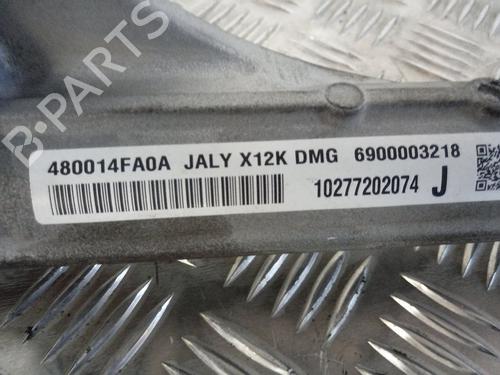 B-PARTS
480014FA0A JALY X12K DMG 6900003218
10277202074 J